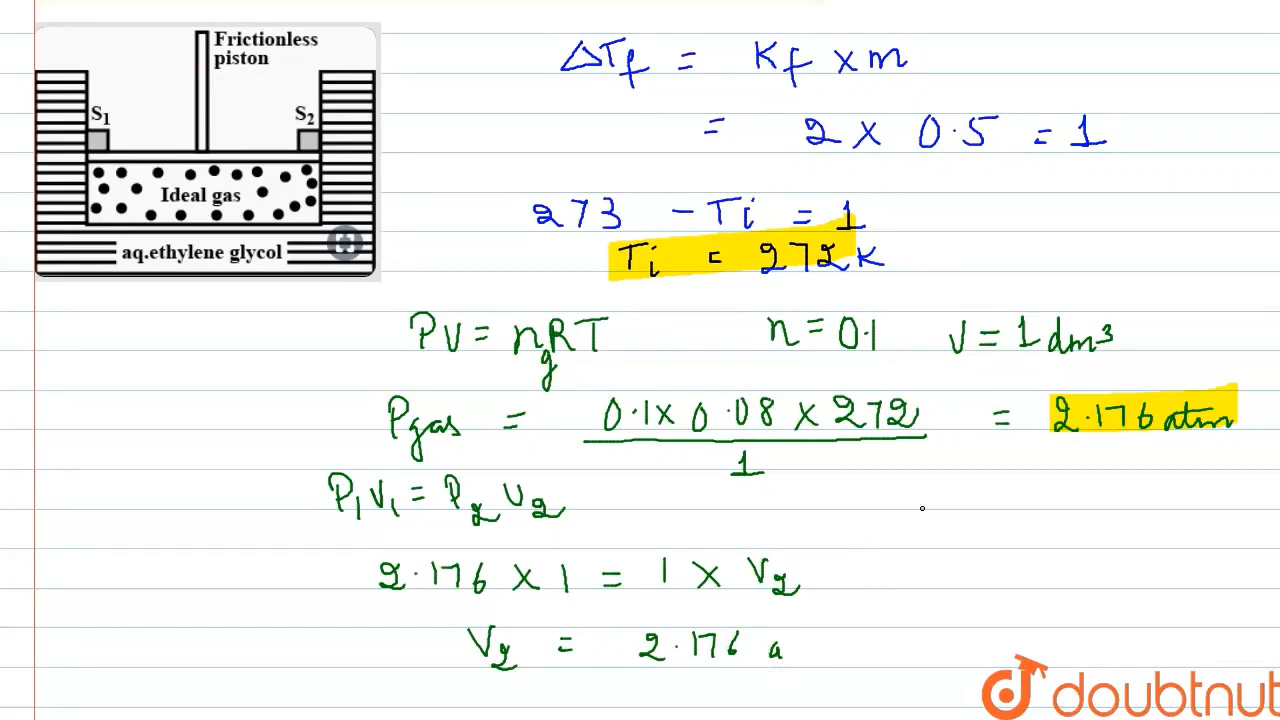 Frictionless
piston
S1
S2
Ideal gas
aq.ethylene glycol
ΔTf = Kf × m
= 2 × 0.5 = 1
273 - Ti = 1
Ti = 272K
PV = ngRT n = 0.1 V = 1 dm³
Pgas = 0.1 × 0.08 × 272 = 2.176 atm
1
P1V1 = P2V2
2.176 × 1 = 1 × V2
V2 = 2.176 a
doubtnut